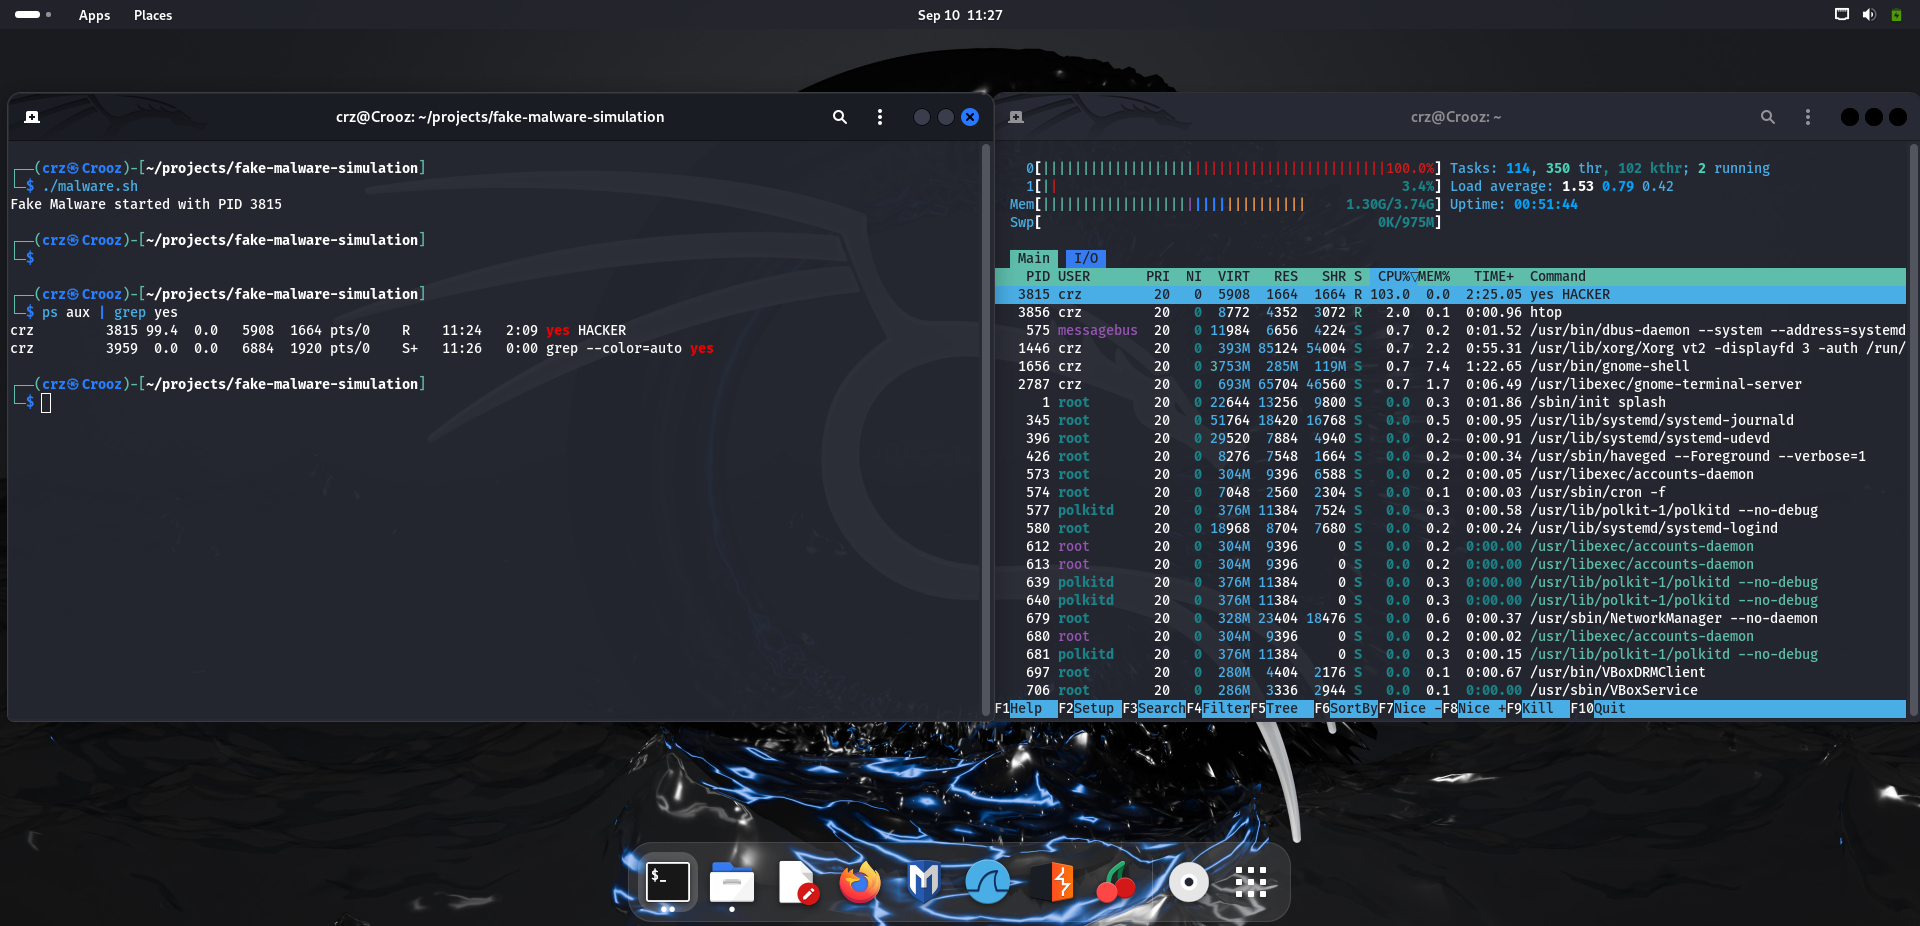 Apps Places
Sep 10 11:27
crz@Crooz: ~/projects/fake-malware-simulation
┌──(crz㉿Crooz)-[~/projects/fake-malware-simulation]
└─$ ./malware.sh
Fake Malware started with PID 3815
┌──(crz㉿Crooz)-[~/projects/fake-malware-simulation]
└─$
┌──(crz㉿Crooz)-[~/projects/fake-malware-simulation]
└─$ ps aux | grep yes
crz 3815 99.4 0.0 5908 1664 pts/0 R 11:24 2:09 yes HACKER
crz 3959 0.0 0.0 6884 1920 pts/0 S+ 11:26 0:00 grep --color=auto yes
┌──(crz㉿Crooz)-[~/projects/fake-malware-simulation]
└─$
crz@Crooz: ~
0[||||||||||||||||||||||||||||||||||||||||||||100.0%] Tasks: 114, 350 thr, 102 kthr; 2 running
1[|| 3.4%] Load average: 1.53 0.79 0.42
Mem[||||||||||||||||||||||||||||||||| 1.30G/3.74G] Uptime: 00:51:44
Swp[ 0K/975M]
Main I/O
PID USER PRI NI VIRT RES SHR S CPU%▽MEM% TIME+ Command
3815 crz 20 0 5908 1664 1664 R 103.0 0.0 2:25.05 yes HACKER
3856 crz 20 0 8772 4352 3072 R 2.0 0.1 0:00.96 htop
575 messagebus 20 0 11984 6656 4224 S 0.7 0.2 0:01.52 /usr/bin/dbus-daemon --system --address=systemd
1446 crz 20 0 393M 85124 54004 S 0.7 2.2 0:55.31 /usr/lib/xorg/Xorg vt2 -displayfd 3 -auth /run/
1656 crz 20 0 3753M 285M 119M S 0.7 7.4 1:22.65 /usr/bin/gnome-shell
2787 crz 20 0 693M 65704 46560 S 0.7 1.7 0:06.49 /usr/libexec/gnome-terminal-server
1 root 20 0 22644 13256 9800 S 0.0 0.3 0:01.86 /sbin/init splash
345 root 20 0 51764 18420 16768 S 0.0 0.5 0:00.95 /usr/lib/systemd/systemd-journald
396 root 20 0 29520 7884 4940 S 0.0 0.2 0:00.91 /usr/lib/systemd/systemd-udevd
426 root 20 0 8276 7548 1664 S 0.0 0.2 0:00.34 /usr/sbin/haveged --Foreground --verbose=1
573 root 20 0 304M 9396 6588 S 0.0 0.2 0:00.05 /usr/libexec/accounts-daemon
574 root 20 0 7048 2560 2304 S 0.0 0.1 0:00.03 /usr/sbin/cron -f
577 polkitd 20 0 376M 11384 7524 S 0.0 0.3 0:00.58 /usr/lib/polkit-1/polkitd --no-debug
580 root 20 0 18968 8704 7680 S 0.0 0.2 0:00.24 /usr/lib/systemd/systemd-logind
612 root 20 0 304M 9396 0 S 0.0 0.2 0:00.00 /usr/libexec/accounts-daemon
613 root 20 0 304M 9396 0 S 0.0 0.2 0:00.00 /usr/libexec/accounts-daemon
639 polkitd 20 0 376M 11384 0 S 0.0 0.3 0:00.00 /usr/lib/polkit-1/polkitd --no-debug
640 polkitd 20 0 376M 11384 0 S 0.0 0.3 0:00.00 /usr/lib/polkit-1/polkitd --no-debug
679 root 20 0 328M 23404 18476 S 0.0 0.6 0:00.37 /usr/sbin/NetworkManager --no-daemon
680 root 20 0 304M 9396 0 S 0.0 0.2 0:00.02 /usr/libexec/accounts-daemon
681 polkitd 20 0 376M 11384 0 S 0.0 0.3 0:00.15 /usr/lib/polkit-1/polkitd --no-debug
697 root 20 0 280M 4404 2176 S 0.0 0.1 0:00.67 /usr/bin/VBoxDRMClient
706 root 20 0 286M 3336 2944 S 0.0 0.1 0:00.00 /usr/sbin/VBoxService
F1Help F2Setup F3SearchF4FilterF5Tree F6SortByF7Nice -F8Nice +F9Kill F10Quit
$_